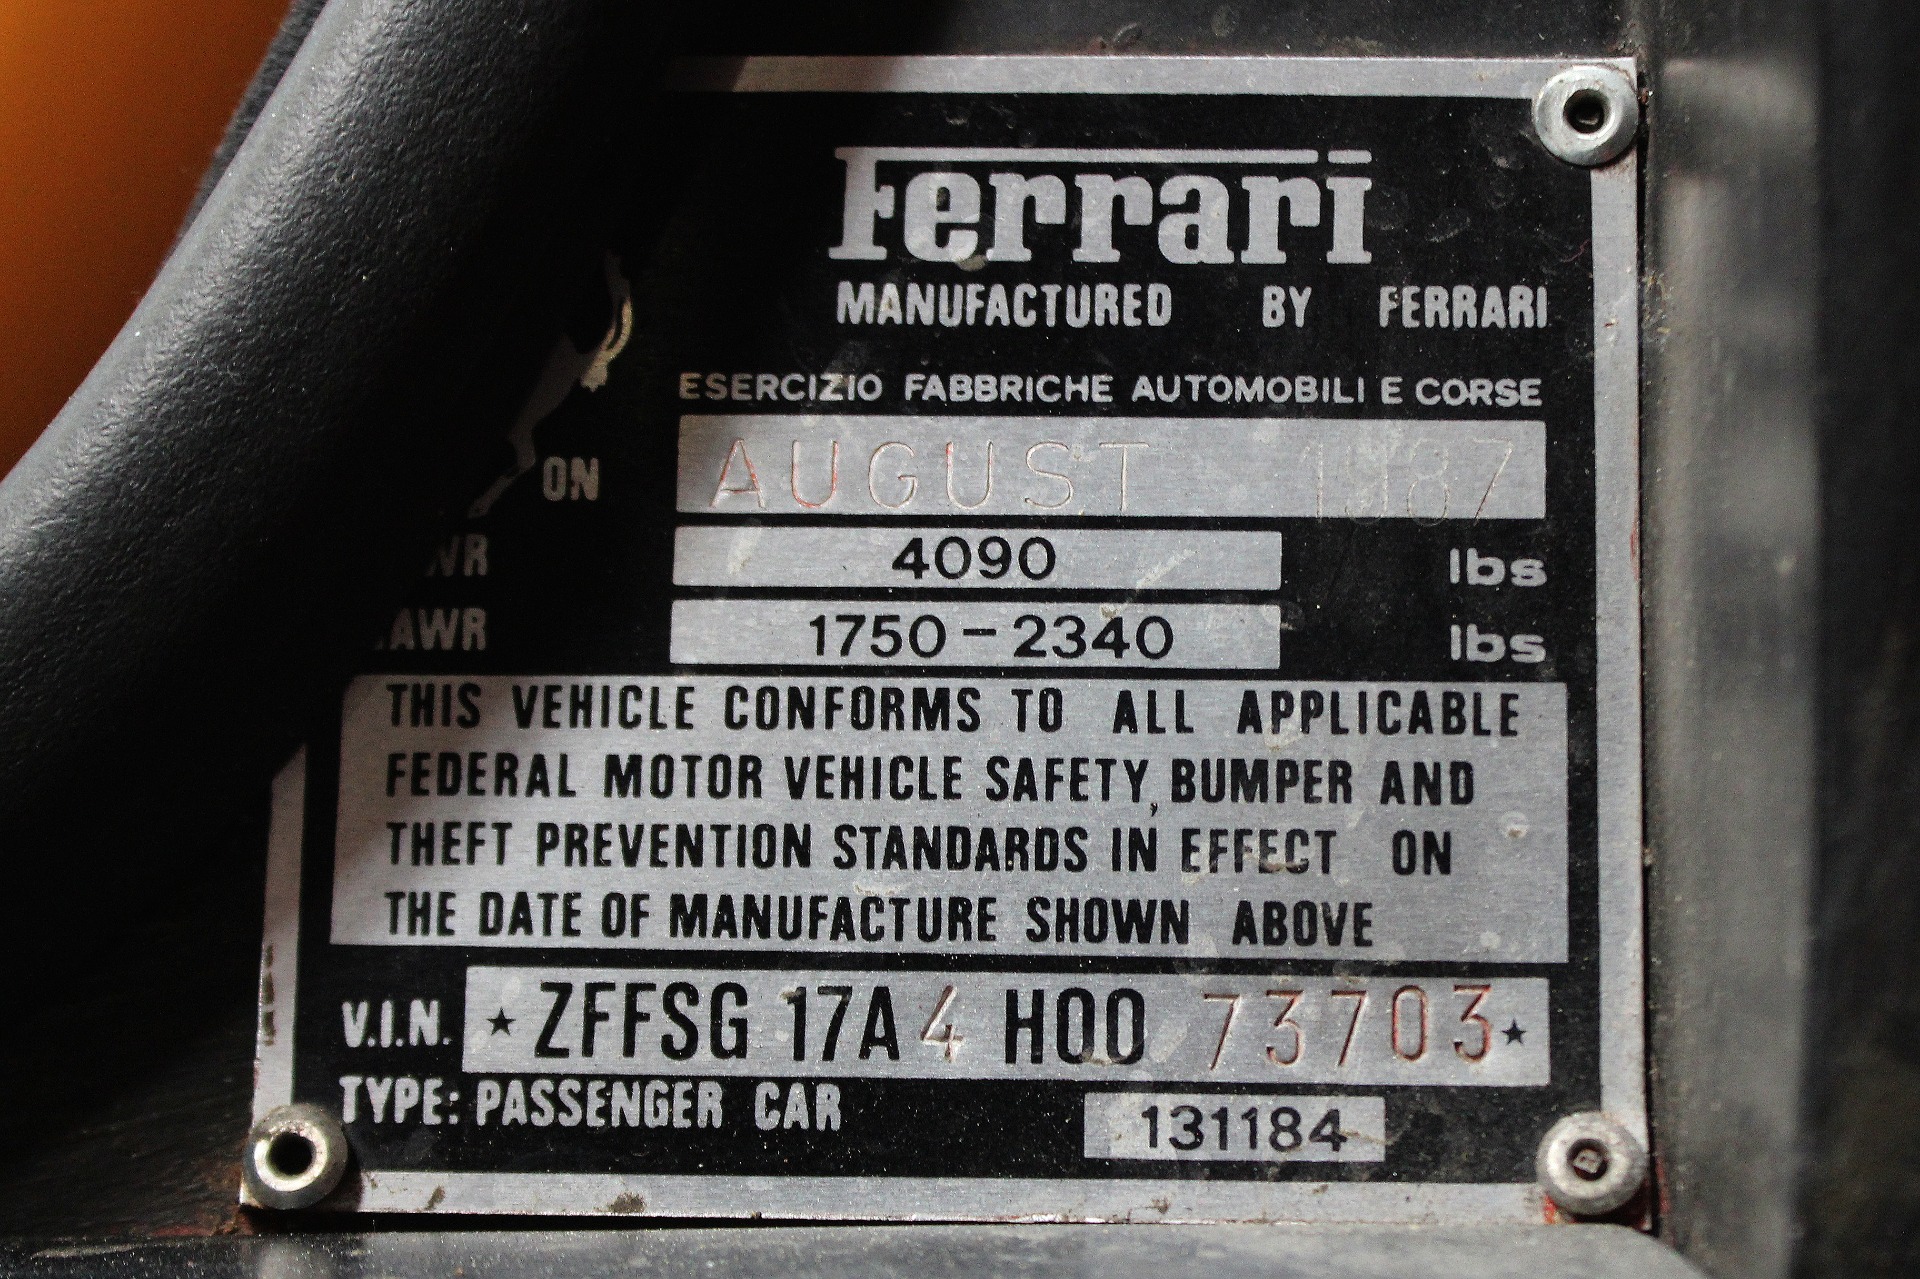 Ferrari
MANUFACTURED BY FERRARI
ESERCIZIO FABBRICHE AUTOMOBILI E CORSE
ON AUGUST 1987
4090 lbs
1750-2340 lbs
THIS VEHICLE CONFORMS TO ALL APPLICABLE
FEDERAL MOTOR VEHICLE SAFETY, BUMPER AND
THEFT PREVENTION STANDARDS IN EFFECT ON
THE DATE OF MANUFACTURE SHOWN ABOVE
V.I.N. ★ ZFFSG 17A 4 H00 73703 ★
TYPE: PASSENGER CAR 131184